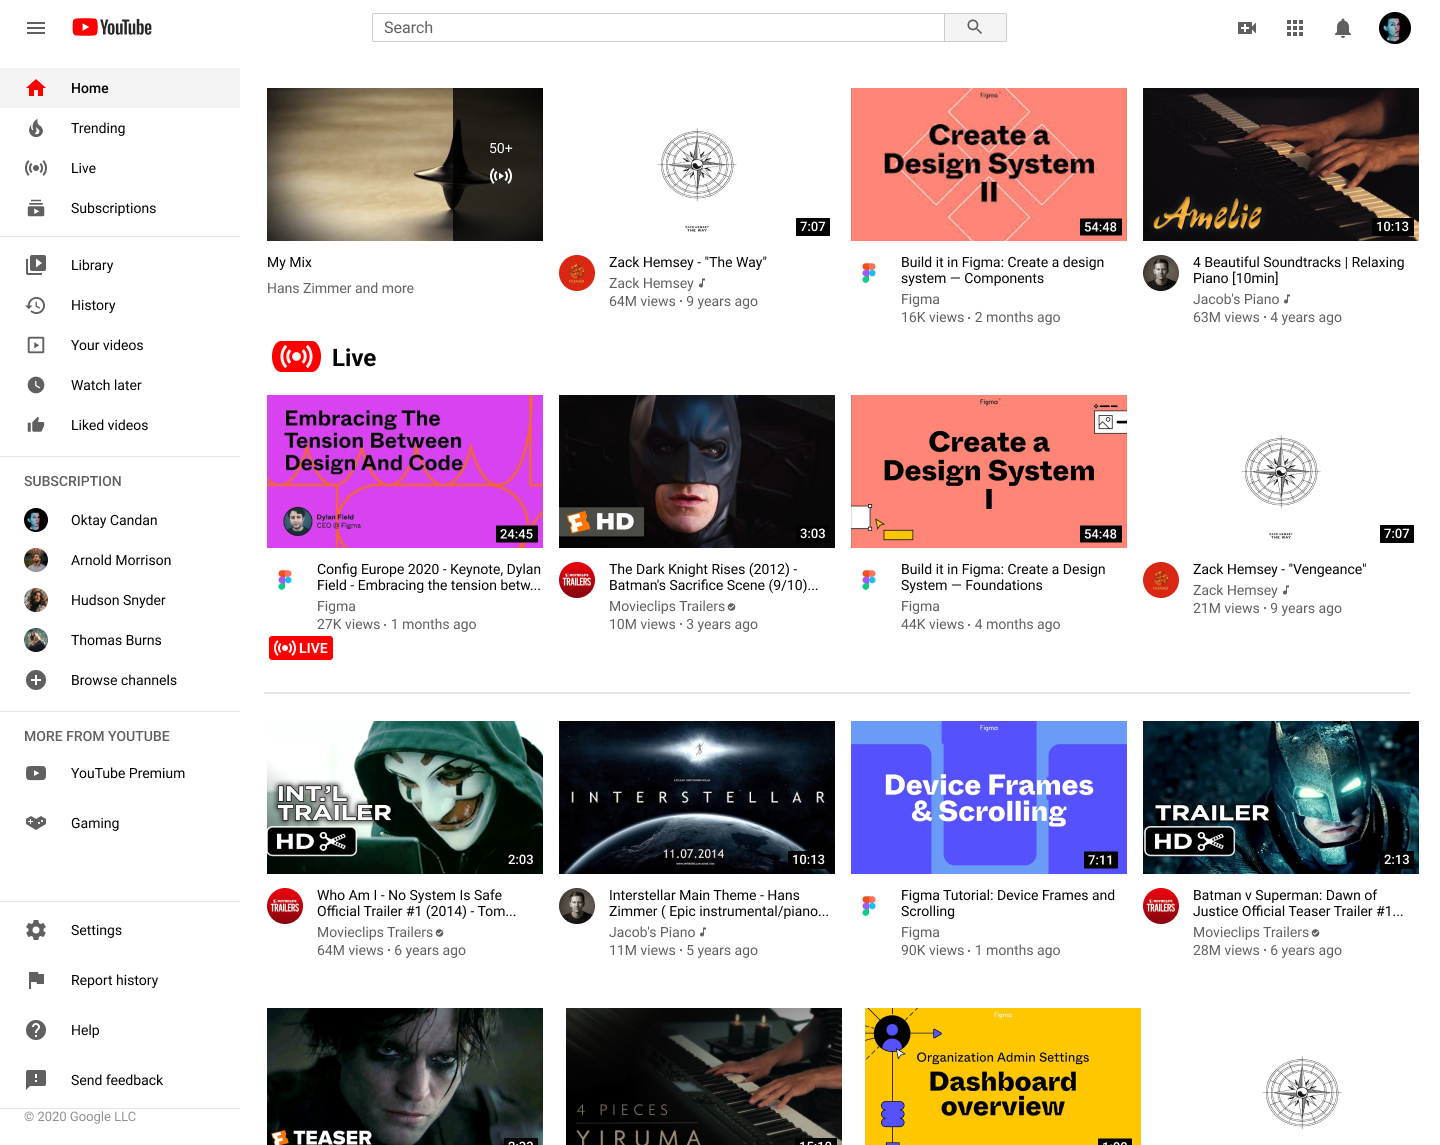 YouTube
Search
Home
Trending
Live
Subscriptions
Library
History
Your videos
Watch later
Liked videos
SUBSCRIPTION
Oktay Candan
Arnold Morrison
Hudson Snyder
Thomas Burns
Browse channels
MORE FROM YOUTUBE
YouTube Premium
Gaming
Settings
Report history
Help
Send feedback
© 2020 Google LLC
50+
My Mix
Hans Zimmer and more
ZACK HEMSEY
THE WAY
7:07
Zack Hemsey - "The Way"
Zack Hemsey
64M views · 9 years ago
Figma
Create a
Design System
II
54:48
Build it in Figma: Create a design
system — Components
Figma
16K views · 2 months ago
Amelie
10:13
4 Beautiful Soundtracks | Relaxing
Piano [10min]
Jacob's Piano
63M views · 4 years ago
Live
Embracing The
Tension Between
Design And Code
Dylan Field
CEO @ Figma
24:45
Config Europe 2020 - Keynote, Dylan
Field - Embracing the tension betw...
Figma
27K views · 1 months ago
LIVE
HD
3:03
MOVIECLIPS
TRAILERS
The Dark Knight Rises (2012) -
Batman's Sacrifice Scene (9/10)...
Movieclips Trailers
10M views · 3 years ago
Figma
Create a
Design System
I
54:48
Build it in Figma: Create a Design
System — Foundations
Figma
44K views · 4 months ago
ZACK HEMSEY
THE WAY
7:07
Zack Hemsey - "Vengeance"
Zack Hemsey
21M views · 9 years ago
INT.'L
TRAILER
HD
2:03
MOVIECLIPS
TRAILERS
Who Am I - No System Is Safe
Official Trailer #1 (2014) - Tom...
Movieclips Trailers
64M views · 6 years ago
INTERSTELLAR
11.07.2014
10:13
Interstellar Main Theme - Hans
Zimmer ( Epic instrumental/piano...
Jacob's Piano
11M views · 5 years ago
Figma
Device Frames
& Scrolling
7:11
Figma Tutorial: Device Frames and
Scrolling
Figma
90K views · 1 months ago
TRAILER
HD
2:13
MOVIECLIPS
TRAILERS
Batman v Superman: Dawn of
Justice Official Teaser Trailer #1...
Movieclips Trailers
28M views · 6 years ago
TEASER
4 PIECES
YIRUMA
Figma
Organization Admin Settings
Dashboard
overview